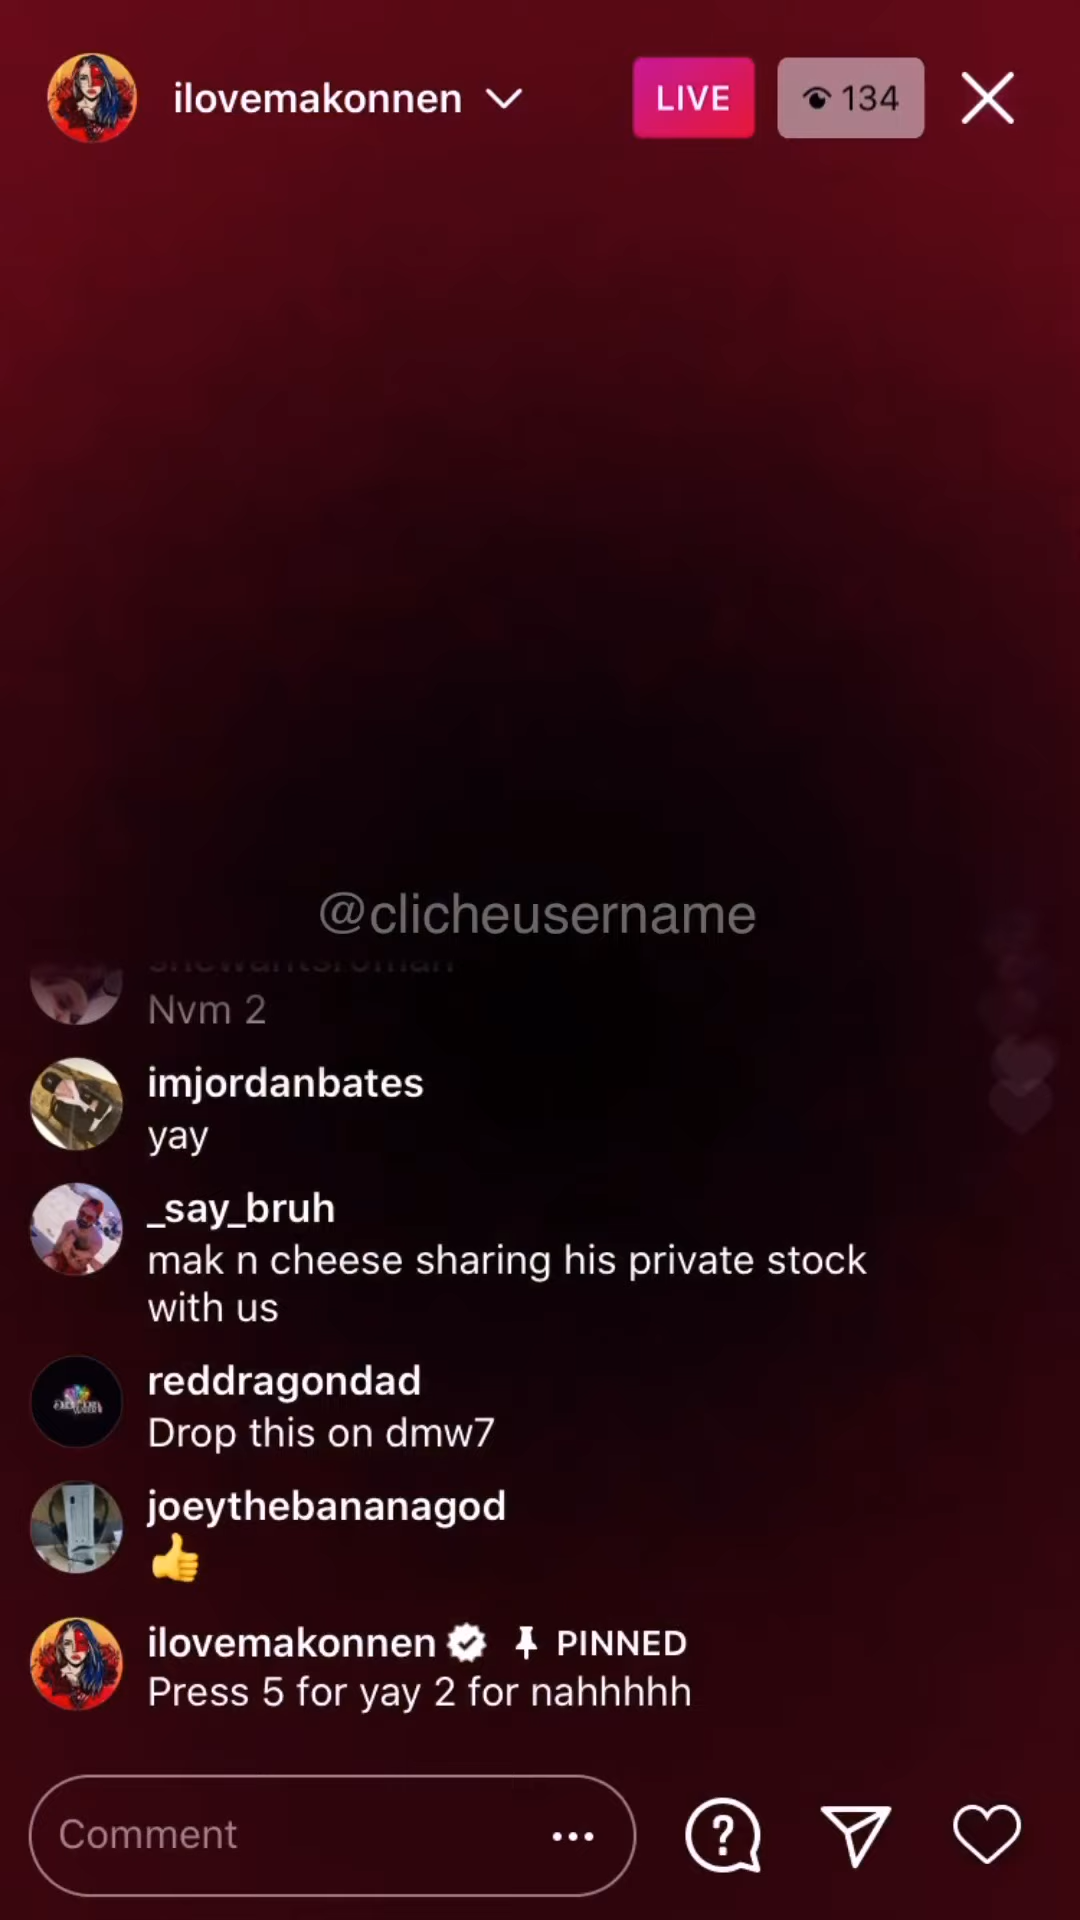 ilovemakonnen
LIVE
134
@clicheusername
shewantsroman
Nvm 2
imjordanbates
yay
_say_bruh
mak n cheese sharing his private stock
with us
reddragondad
Drop this on dmw7
joeythebananagod
👍
ilovemakonnen PINNED
Press 5 for yay 2 for nahhhhh
Comment